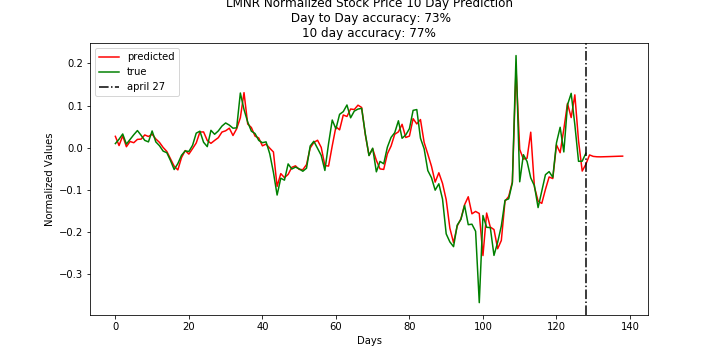 LMNR Normalized Stock Price 10 Day Prediction
Day to Day accuracy: 73%
10 day accuracy: 77%
predicted
true
april 27
Normalized Values
0.2
0.1
0.0
−0.1
−0.2
−0.3
0 20 40 60 80 100 120 140
Days